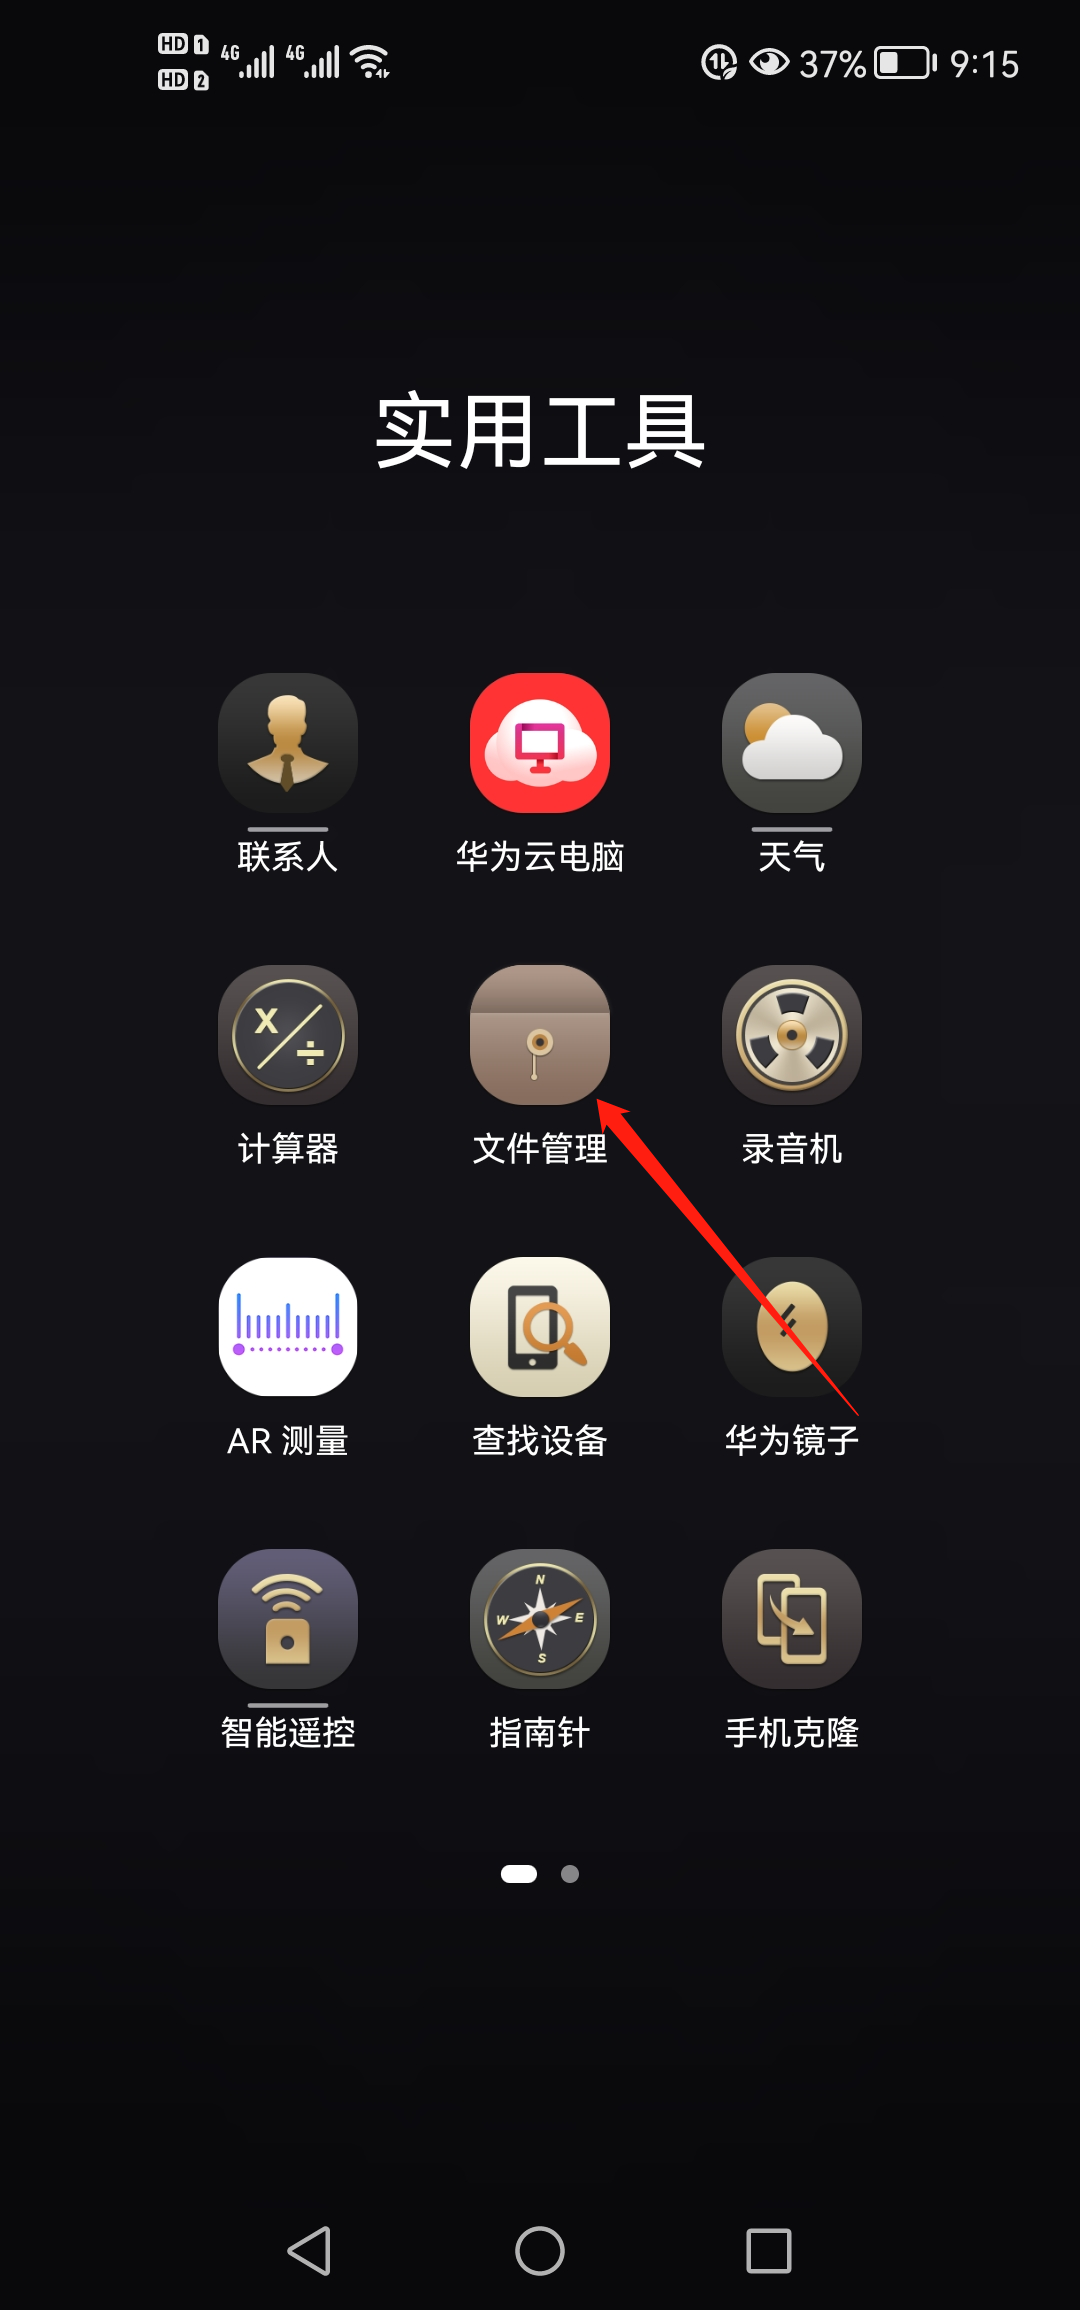 HD 1 4G 4G 37% 9:15
HD 2
实用工具
联系人 华为云电脑 天气
X ÷
计算器 文件管理 录音机
AR 测量 查找设备 华为镜子
N
W E
S
智能遥控 指南针 手机克隆